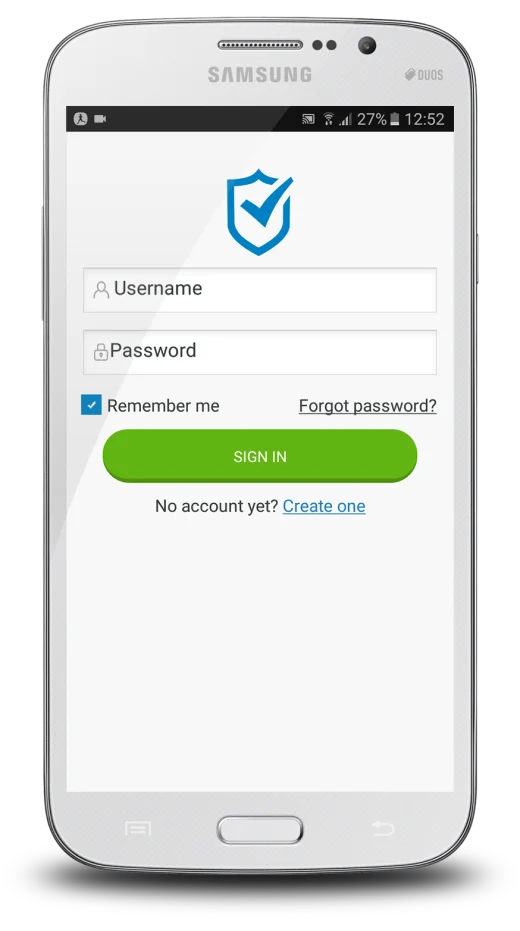 SAMSUNG
DUOS
27% 12:52
Username
Password
Remember me Forgot password?
SIGN IN
No account yet? Create one